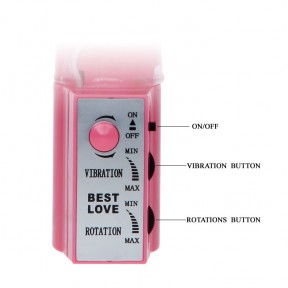 ON
OFF
ON/OFF
MIN
VIBRATION
VIBRATION BUTTON
MAX
BEST
LOVE
MIN
ROTATIONS BUTTON
ROTATION
MAX